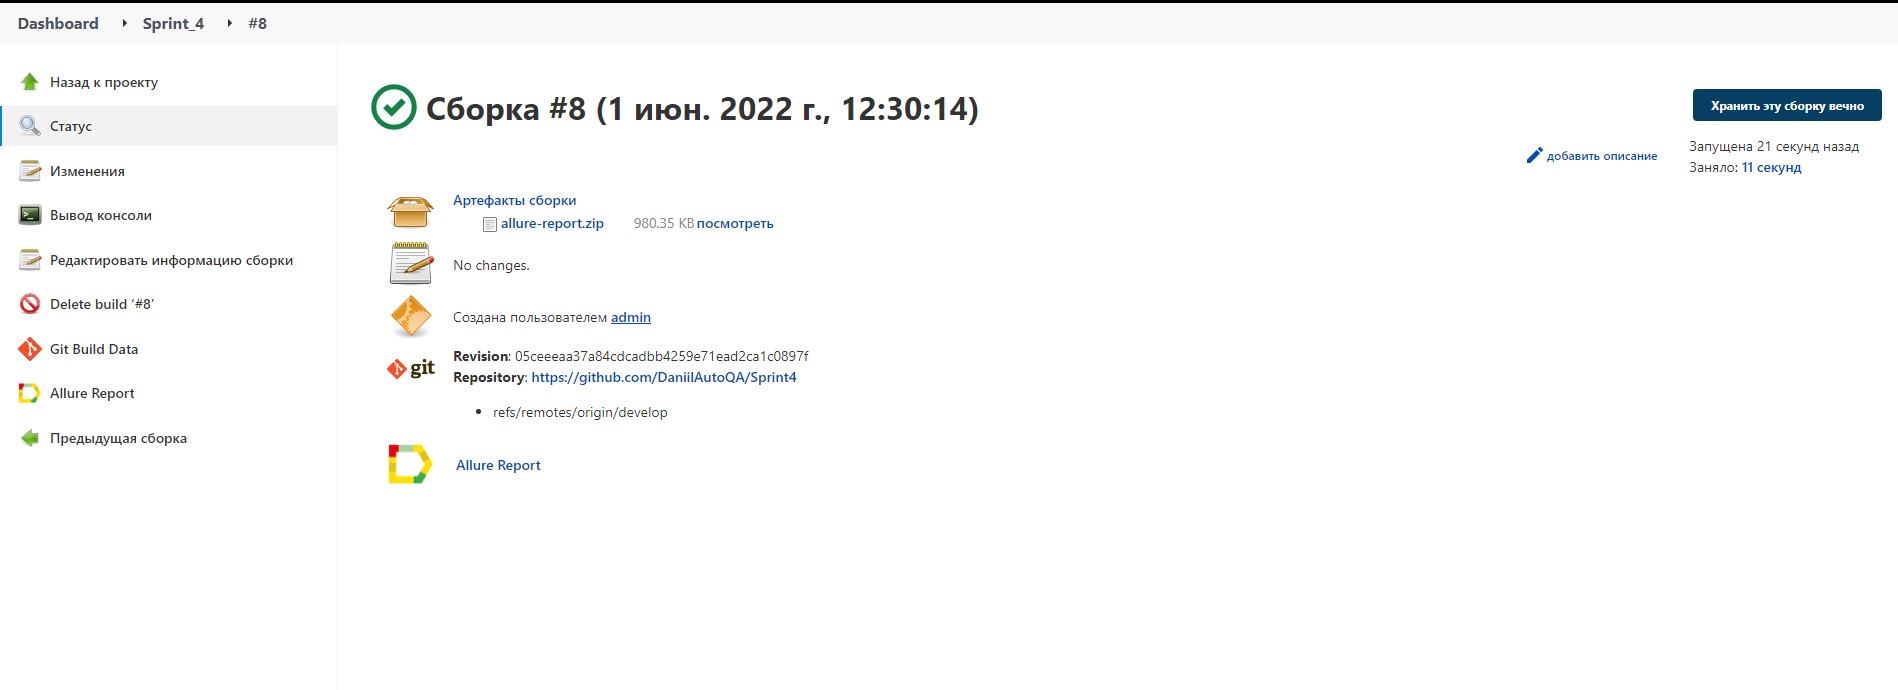 Dashboard Sprint_4 #8
Назад к проекту
Статус
Изменения
Вывод консоли
Редактировать информацию сборки
Delete build ‘#8’
Git Build Data
Allure Report
Предыдущая сборка
Сборка #8 (1 июн. 2022 г., 12:30:14)
Хранить эту сборку вечно
добавить описание
Запущена 21 секунд назад
Заняло: 11 секунд
Артефакты сборки
allure-report.zip 980.35 KB посмотреть
No changes.
Создана пользователем admin
git
Revision: 05ceeeaa37a84cdcadbb4259e71ead2ca1c0897f
Repository: https://github.com/DaniilAutoQA/Sprint4
• refs/remotes/origin/develop
Allure Report